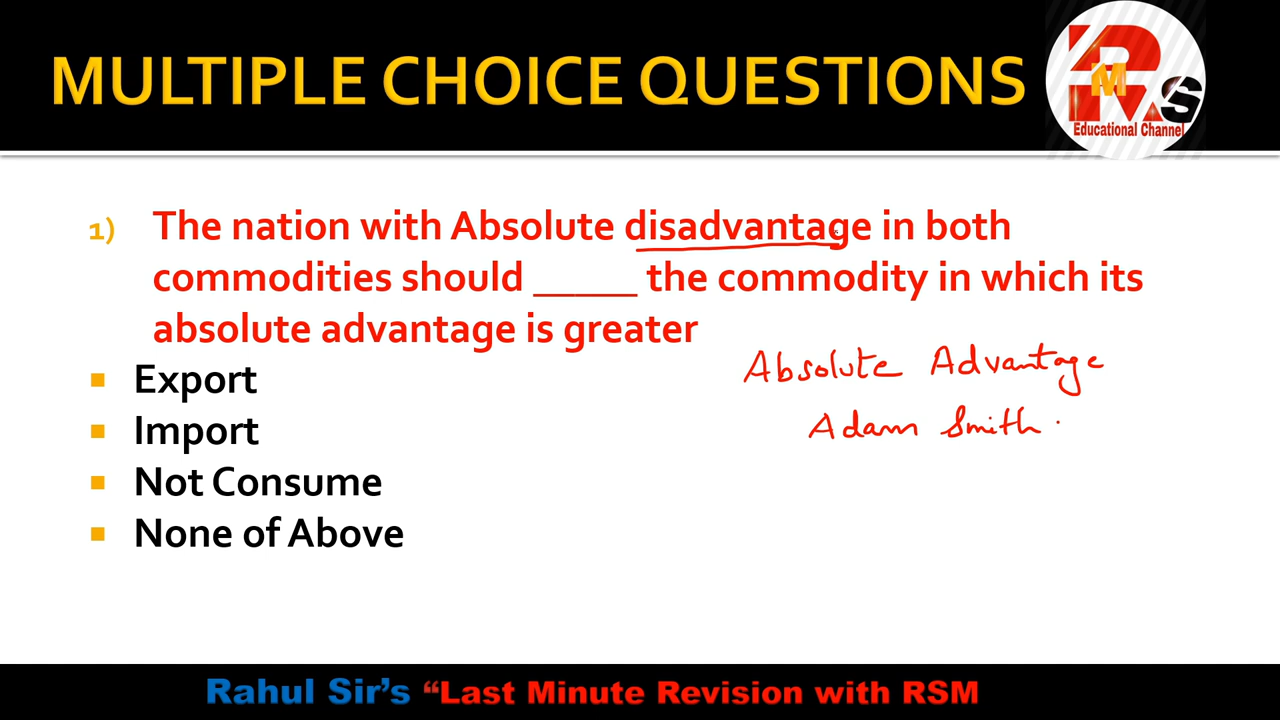 MULTIPLE CHOICE QUESTIONS
RMS
Educational Channel
1) The nation with Absolute disadvantage in both
commodities should _____ the commodity in which its
absolute advantage is greater
Absolute Advantage
Export
Adam Smith
Import
Not Consume
None of Above
Rahul Sir's "Last Minute Revision with RSM